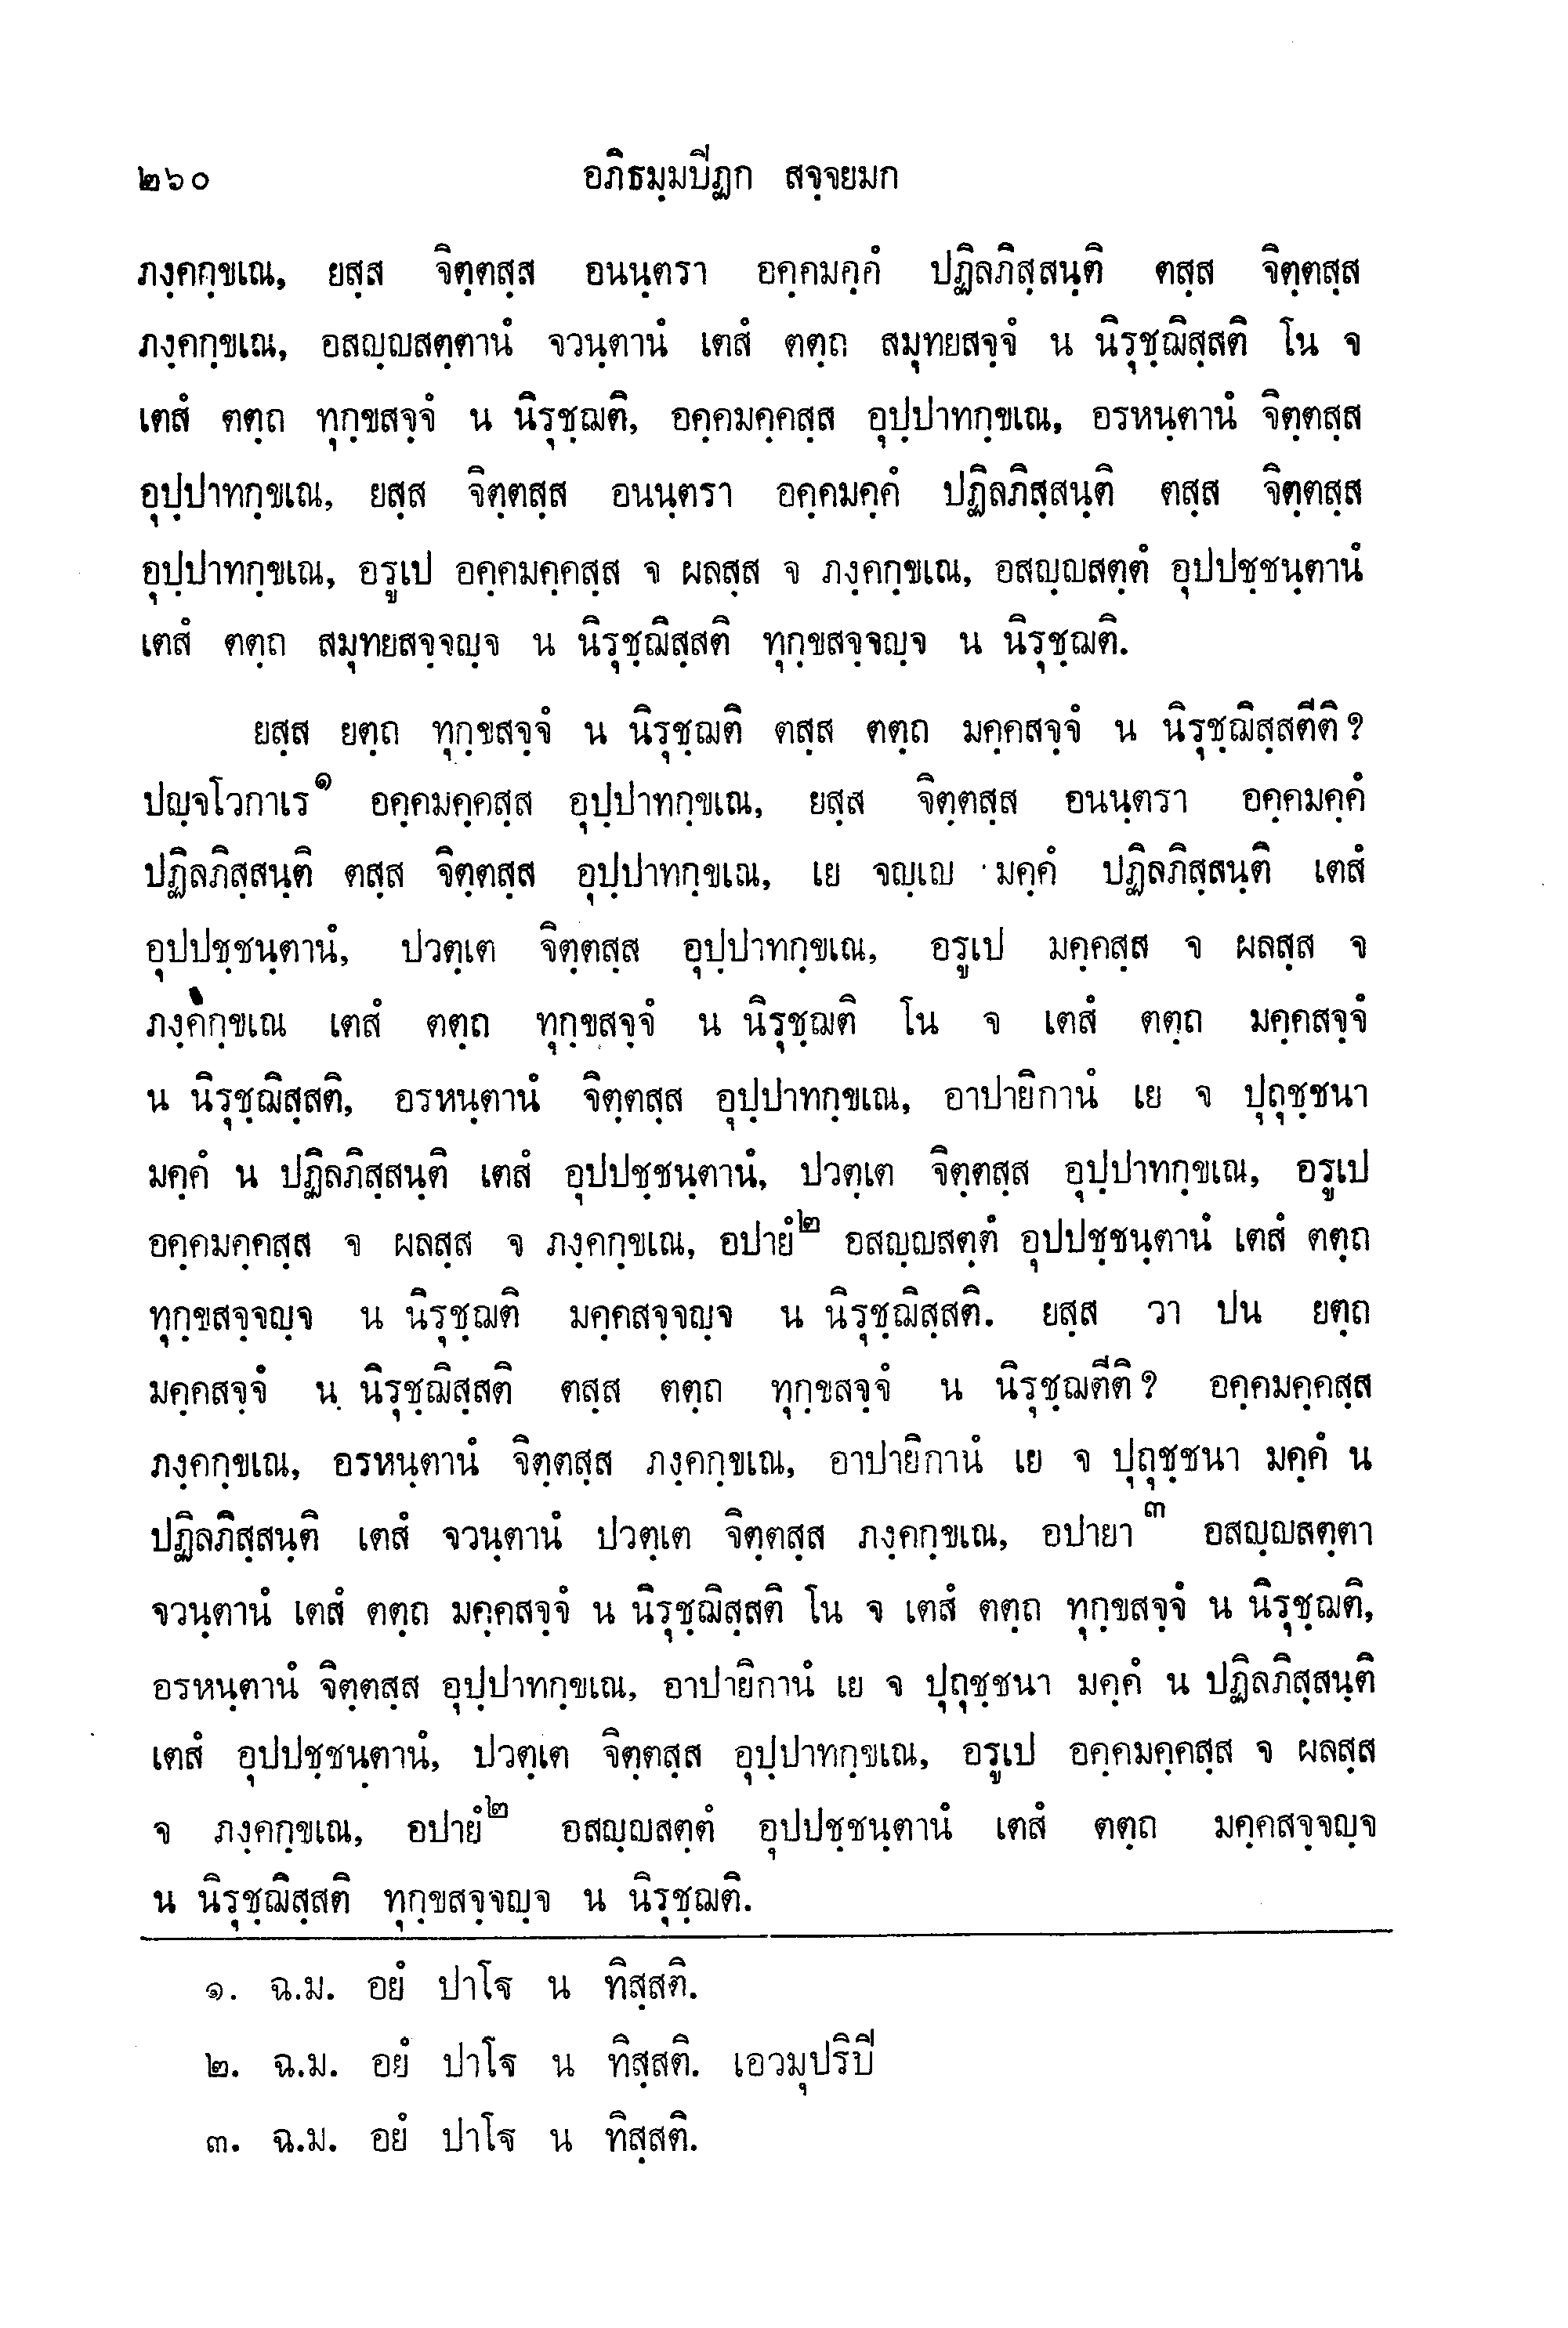 ๒๖๐ อภิธมฺมปิฏก สจฺจยมก
ภงฺคกฺขเณ, ยสฺส จิตฺตสฺส อนนฺตรา อคฺคมคฺคํ ปฏิลภิสฺสนฺติ ตสฺส จิตฺตสฺส
ภงฺคกฺขเณ, อสญฺญสตฺตานํ จวนฺตานํ เตสํ ตตฺถ สมุทยสจฺจํ น นิรุชฺฌิสฺสติ โน จ
เตสํ ตตฺถ ทุกฺขสจฺจํ น นิรุชฺฌติ, อคฺคมคฺคสฺส อุปฺปาทกฺขเณ, อรหนฺตานํ จิตฺตสฺส
อุปฺปาทกฺขเณ, ยสฺส จิตฺตสฺส อนนฺตรา อคฺคมคฺคํ ปฏิลภิสฺสนฺติ ตสฺส จิตฺตสฺส
อุปฺปาทกฺขเณ, อรูเป อคฺคมคฺคสฺส จ ผลสฺส จ ภงฺคกฺขเณ, อสญฺญสตฺตํ อุปปชฺชนฺตานํ
เตสํ ตตฺถ สมุทยสจฺจญฺจ น นิรุชฺฌิสฺสติ ทุกฺขสจฺจญฺจ น นิรุชฺฌติ.
ยสฺส ยตฺถ ทุกฺขสจฺจํ น นิรุชฺฌติ ตสฺส ตตฺถ มคฺคสจฺจํ น นิรุชฺฌิสฺสตีติ ?
ปญฺจโวกาเร๑ อคฺคมคฺคสฺส อุปฺปาทกฺขเณ, ยสฺส จิตฺตสฺส อนนฺตรา อคฺคมคฺคํ
ปฏิลภิสฺสนฺติ ตสฺส จิตฺตสฺส อุปฺปาทกฺขเณ, เย จญฺเญ มคฺคํ ปฏิลภิสฺสนฺติ เตสํ
อุปปชฺชนฺตานํ, ปวตฺเต จิตฺตสฺส อุปฺปาทกฺขเณ, อรูเป มคฺคสฺส จ ผลสฺส จ
ภงฺคกฺขเณ เตสํ ตตฺถ ทุกฺขสจฺจํ น นิรุชฺฌติ โน จ เตสํ ตตฺถ มคฺคสจฺจํ
น นิรุชฺฌิสฺสติ, อรหนฺตานํ จิตฺตสฺส อุปฺปาทกฺขเณ, อาปายิกานํ เย จ ปุถุชฺชนา
มคฺคํ น ปฏิลภิสฺสนฺติ เตสํ อุปปชฺชนฺตานํ, ปวตฺเต จิตฺตสฺส อุปฺปาทกฺขเณ, อรูเป
อคฺคมคฺคสฺส จ ผลสฺส จ ภงฺคกฺขเณ, อปายํ๒ อสญฺญสตฺตํ อุปปชฺชนฺตานํ เตสํ ตตฺถ
ทุกฺขสจฺจญฺจ น นิรุชฺฌติ มคฺคสจฺจญฺจ น นิรุชฺฌิสฺสติ. ยสฺส วา ปน ยตฺถ
มคฺคสจฺจํ น นิรุชฺฌิสฺสติ ตสฺส ตตฺถ ทุกฺขสจฺจํ น นิรุชฺฌตีติ ? อคฺคมคฺคสฺส
ภงฺคกฺขเณ, อรหนฺตานํ จิตฺตสฺส ภงฺคกฺขเณ, อาปายิกานํ เย จ ปุถุชฺชนา มคฺคํ น
ปฏิลภิสฺสนฺติ เตสํ จวนฺตานํ ปวตฺเต จิตฺตสฺส ภงฺคกฺขเณ, อปายา๓ อสญฺญสตฺตา
จวนฺตานํ เตสํ ตตฺถ มคฺคสจฺจํ น นิรุชฺฌิสฺสติ โน จ เตสํ ตตฺถ ทุกฺขสจฺจํ น นิรุชฺฌติ,
อรหนฺตานํ จิตฺตสฺส อุปฺปาทกฺขเณ, อาปายิกานํ เย จ ปุถุชฺชนา มคฺคํ น ปฏิลภิสฺสนฺติ
เตสํ อุปปชฺชนฺตานํ, ปวตฺเต จิตฺตสฺส อุปฺปาทกฺขเณ, อรูเป อคฺคมคฺคสฺส จ ผลสฺส
จ ภงฺคกฺขเณ, อปายํ๒ อสญฺญสตฺตํ อุปปชฺชนฺตานํ เตสํ ตตฺถ มคฺคสจฺจญฺจ
น นิรุชฺฌิสฺสติ ทุกฺขสจฺจญฺจ น นิรุชฺฌติ.
๑. ฉ.ม. อยํ ปาโฐ น ทิสฺสติ.
๒. ฉ.ม. อยํ ปาโฐ น ทิสฺสติ. เอวมุปริปิ
๓. ฉ.ม. อยํ ปาโฐ น ทิสฺสติ.